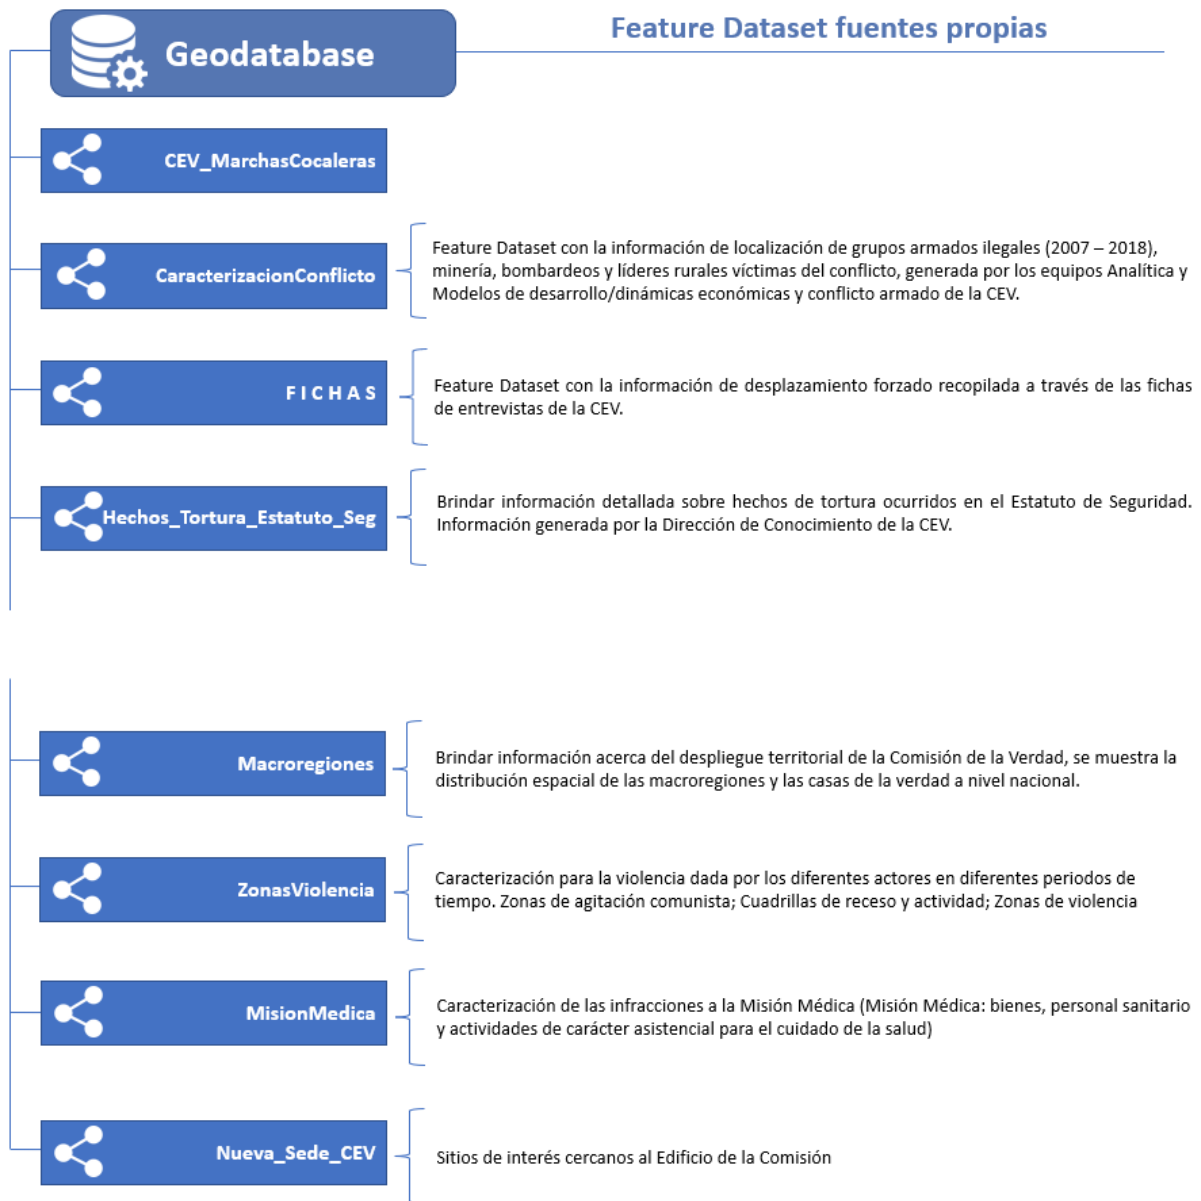 Geodatabase
Feature Dataset fuentes propias
CEV_MarchasCocaleras
CaracterizacionConflicto
Feature Dataset con la información de localización de grupos armados ilegales (2007 – 2018),
minería, bombardeos y líderes rurales víctimas del conflicto, generada por los equipos Analítica y
Modelos de desarrollo/dinámicas económicas y conflicto armado de la CEV.
F I C H A S
Feature Dataset con la información de desplazamiento forzado recopilada a través de las fichas
de entrevistas de la CEV.
Hechos_Tortura_Estatuto_Seg
Brindar información detallada sobre hechos de tortura ocurridos en el Estatuto de Seguridad.
Información generada por la Dirección de Conocimiento de la CEV.
Macroregiones
Brindar información acerca del despliegue territorial de la Comisión de la Verdad, se muestra la
distribución espacial de las macroregiones y las casas de la verdad a nivel nacional.
ZonasViolencia
Caracterización para la violencia dada por los diferentes actores en diferentes periodos de
tiempo. Zonas de agitación comunista; Cuadrillas de receso y actividad; Zonas de violencia
MisionMedica
Caracterización de las infracciones a la Misión Médica (Misión Médica: bienes, personal sanitario
y actividades de carácter asistencial para el cuidado de la salud)
Nueva_Sede_CEV
Sitios de interés cercanos al Edificio de la Comisión